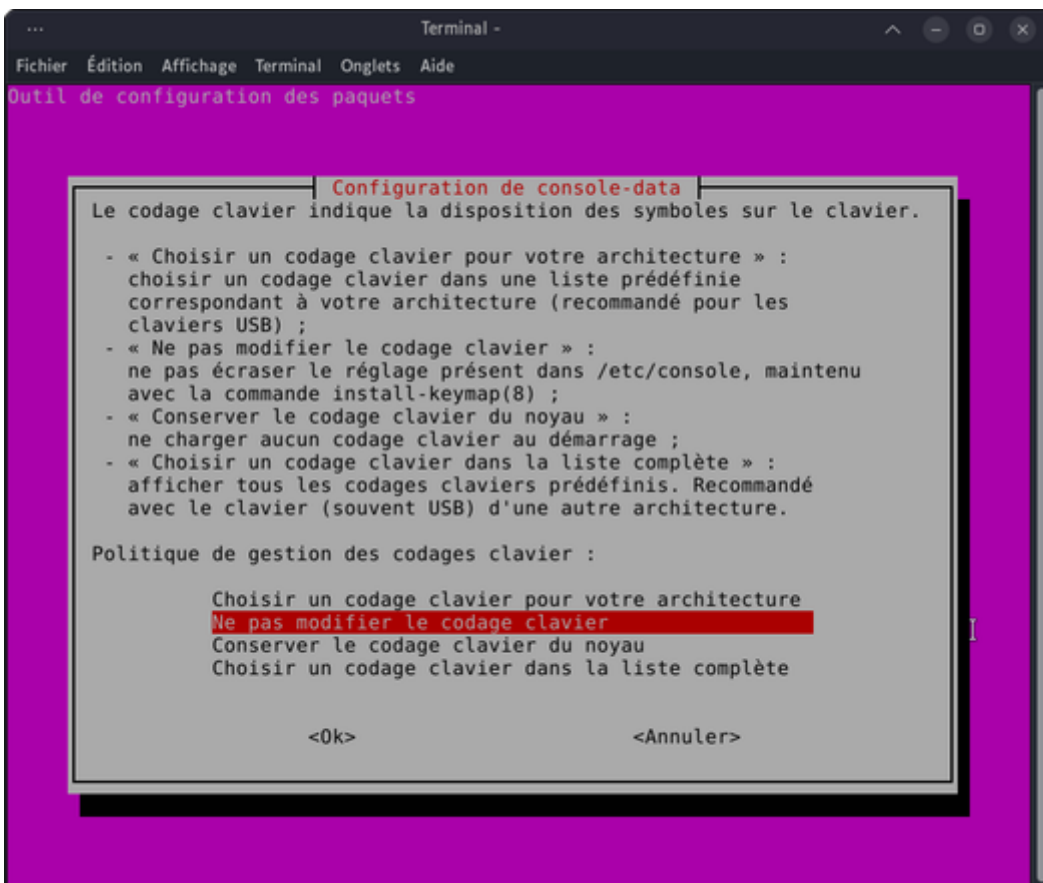 ...
Terminal -
Fichier Édition Affichage Terminal Onglets Aide
Outil de configuration des paquets
Configuration de console-data
Le codage clavier indique la disposition des symboles sur le clavier.
- « Choisir un codage clavier pour votre architecture » :
choisir un codage clavier dans une liste prédéfinie
correspondant à votre architecture (recommandé pour les
claviers USB) ;
- « Ne pas modifier le codage clavier » :
ne pas écraser le réglage présent dans /etc/console, maintenu
avec la commande install-keymap(8) ;
- « Conserver le codage clavier du noyau » :
ne charger aucun codage clavier au démarrage ;
- « Choisir un codage clavier dans la liste complète » :
afficher tous les codages claviers prédéfinis. Recommandé
avec le clavier (souvent USB) d'une autre architecture.
Politique de gestion des codages clavier :
Choisir un codage clavier pour votre architecture
Ne pas modifier le codage clavier
Conserver le codage clavier du noyau
Choisir un codage clavier dans la liste complète
<Ok> <Annuler>